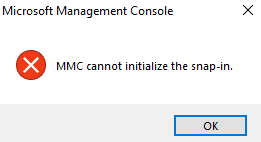 Microsoft Management Console
MMC cannot initialize the snap-in.
OK